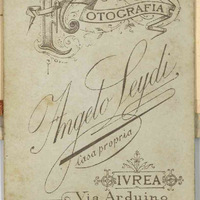 FOTOGRAFIA
Angelo Leydi
Casa propria
IVREA
Via Arduino